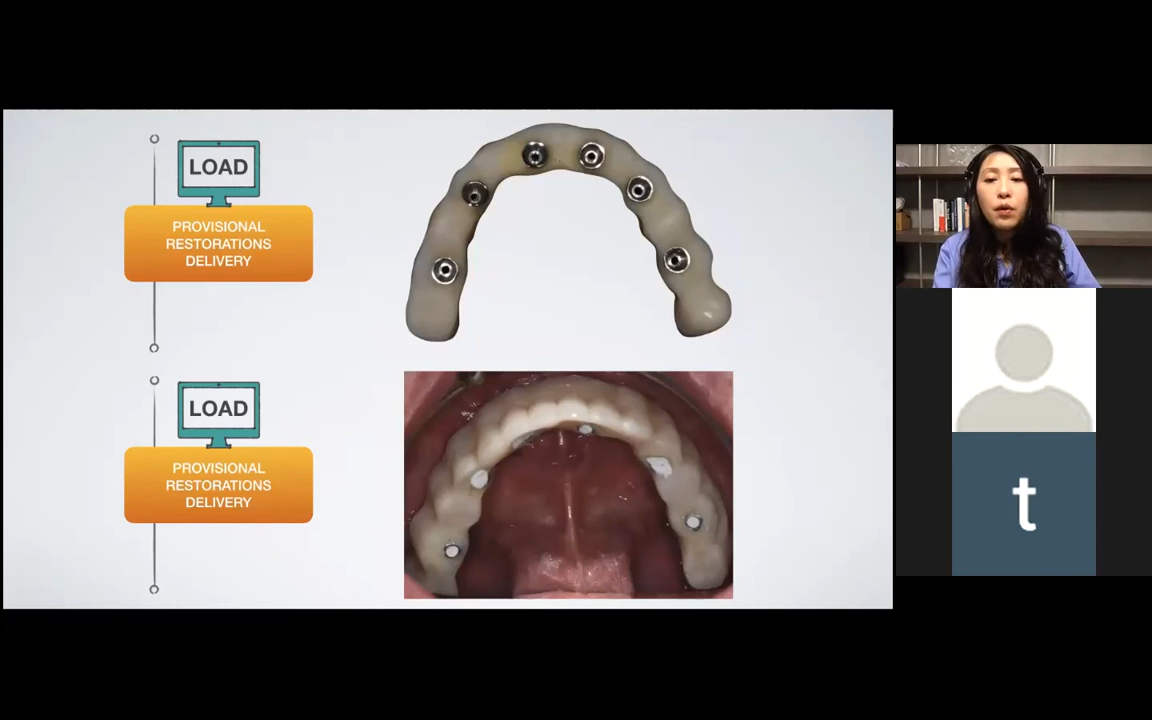 LOAD
PROVISIONAL
RESTORATIONS
DELIVERY
LOAD
PROVISIONAL
RESTORATIONS
DELIVERY
t